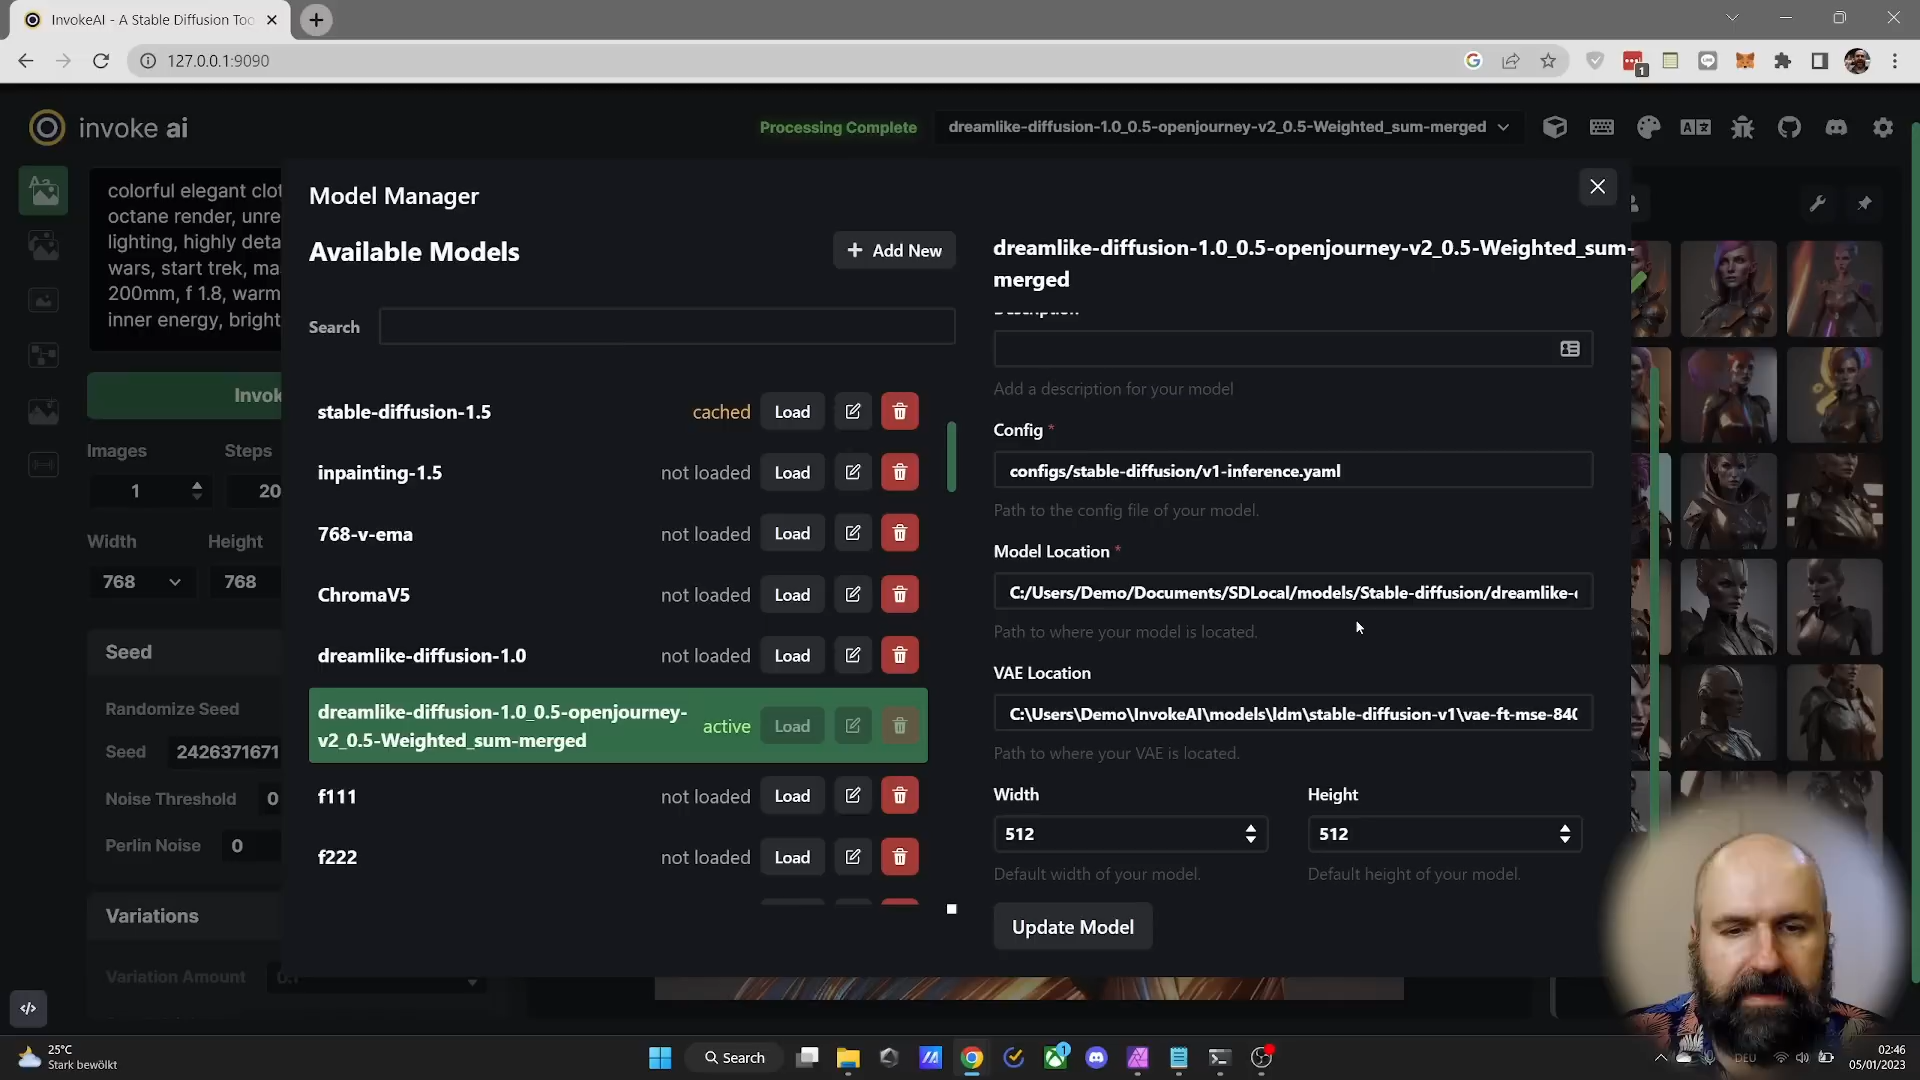 InvokeAI - A Stable Diffusion Too
127.0.0.1:9090
1
invoke ai
Processing Complete
dreamlike-diffusion-1.0_0.5-openjourney-v2_0.5-Weighted_sum-merged
colorful elegant clot
octane render, unre
lighting, highly deta
wars, start trek, ma
200mm, f 1.8, warm
inner energy, bright
Invok
Images
Steps
1
20
Width
Height
768
768
Seed
Randomize Seed
Seed
2426371671
Noise Threshold
0
Perlin Noise
0
Variations
Variation Amount
0.1
Model Manager
Available Models
Add New
Search
stable-diffusion-1.5
cached
Load
inpainting-1.5
not loaded
Load
768-v-ema
not loaded
Load
ChromaV5
not loaded
Load
dreamlike-diffusion-1.0
not loaded
Load
dreamlike-diffusion-1.0_0.5-openjourney-
v2_0.5-Weighted_sum-merged
active
Load
f111
not loaded
Load
f222
not loaded
Load
dreamlike-diffusion-1.0_0.5-openjourney-v2_0.5-Weighted_sum-
merged
Description
Add a description for your model
Config *
configs/stable-diffusion/v1-inference.yaml
Path to the config file of your model.
Model Location *
C:/Users/Demo/Documents/SDLocal/models/Stable-diffusion/dreamlike-
Path to where your model is located.
VAE Location
C:\Users\Demo\InvokeAI\models\ldm\stable-diffusion-v1\vae-ft-mse-840
Path to where your VAE is located.
Width
Height
512
512
Default width of your model.
Default height of your model.
Update Model
25°C
Stark bewölkt
Search
1
DEU
02:46
05/01/2023